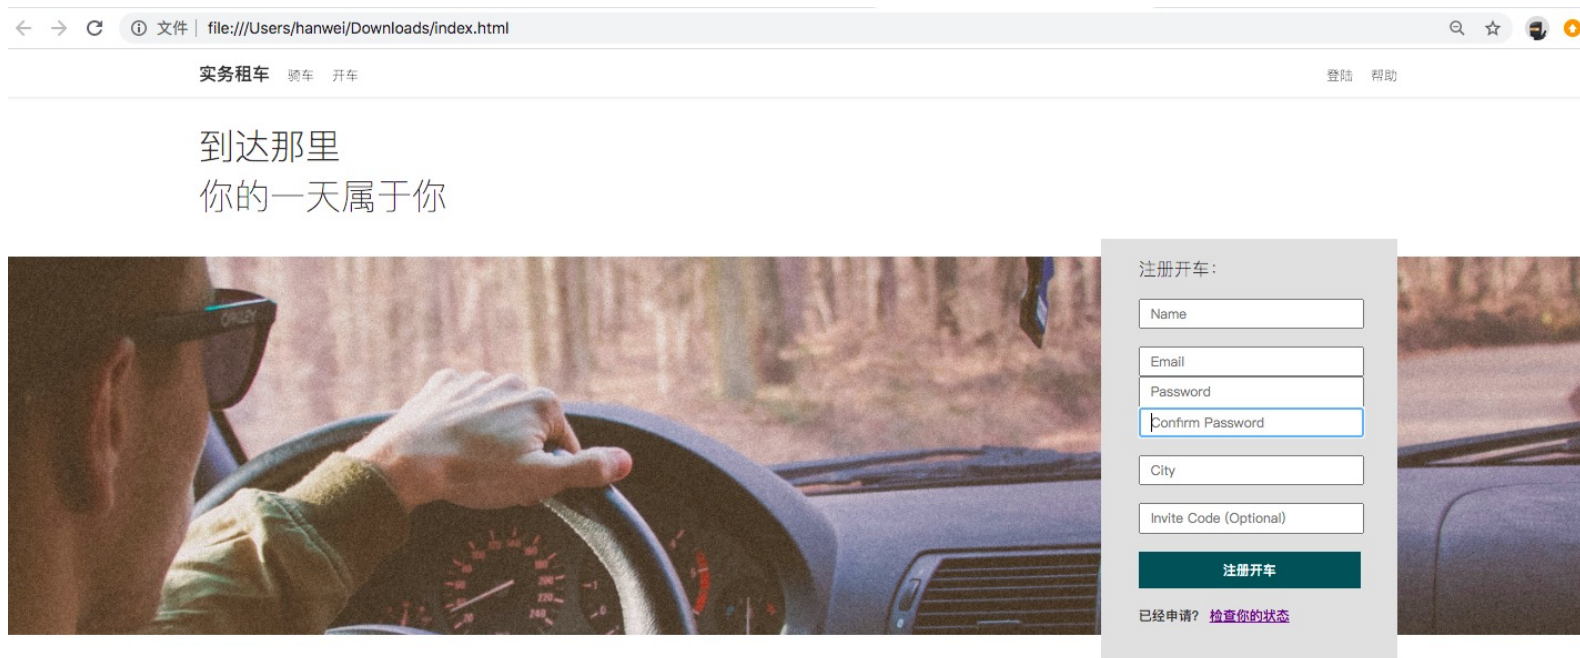 文件 | file:///Users/hanwei/Downloads/index.html
实务租车 骑车 开车 登陆 帮助
到达那里
你的一天属于你
注册开车：
Name
Email
Password
Confirm Password
City
Invite Code (Optional)
注册开车
已经申请？ 检查你的状态